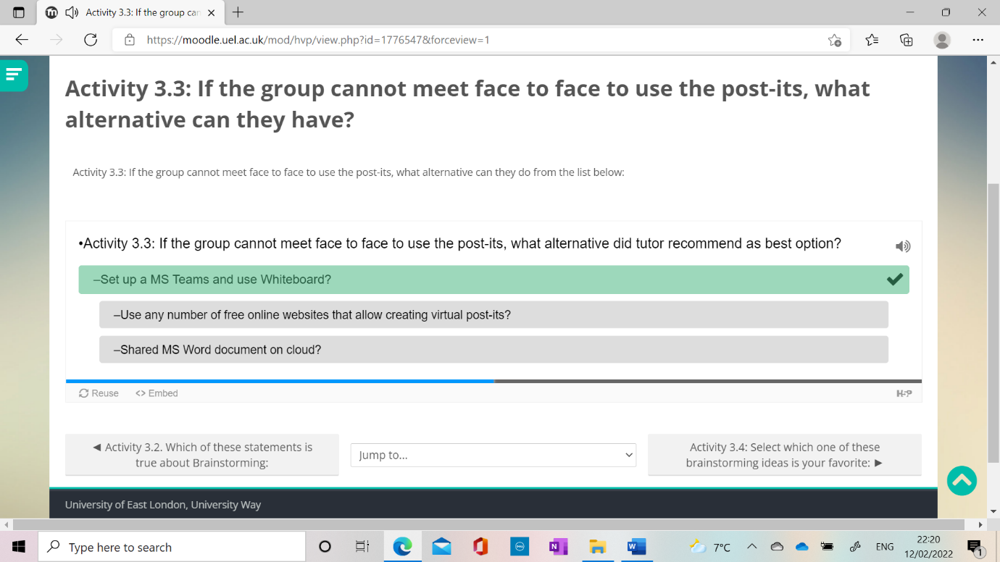 Activity 3.3: If the group can
https://moodle.uel.ac.uk/mod/hvp/view.php?id=1776547&forceview=1
Activity 3.3: If the group cannot meet face to face to use the post-its, what
alternative can they have?
Activity 3.3: If the group cannot meet face to face to use the post-its, what alternative can they do from the list below:
•Activity 3.3: If the group cannot meet face to face to use the post-its, what alternative did tutor recommend as best option?
–Set up a MS Teams and use Whiteboard?
–Use any number of free online websites that allow creating virtual post-its?
–Shared MS Word document on cloud?
Reuse <> Embed
H-P
◄ Activity 3.2. Which of these statements is
true about Brainstorming:
Jump to...
Activity 3.4: Select which one of these
brainstorming ideas is your favorite: ►
University of East London, University Way
Type here to search
7°C
ENG
22:20
12/02/2022
1